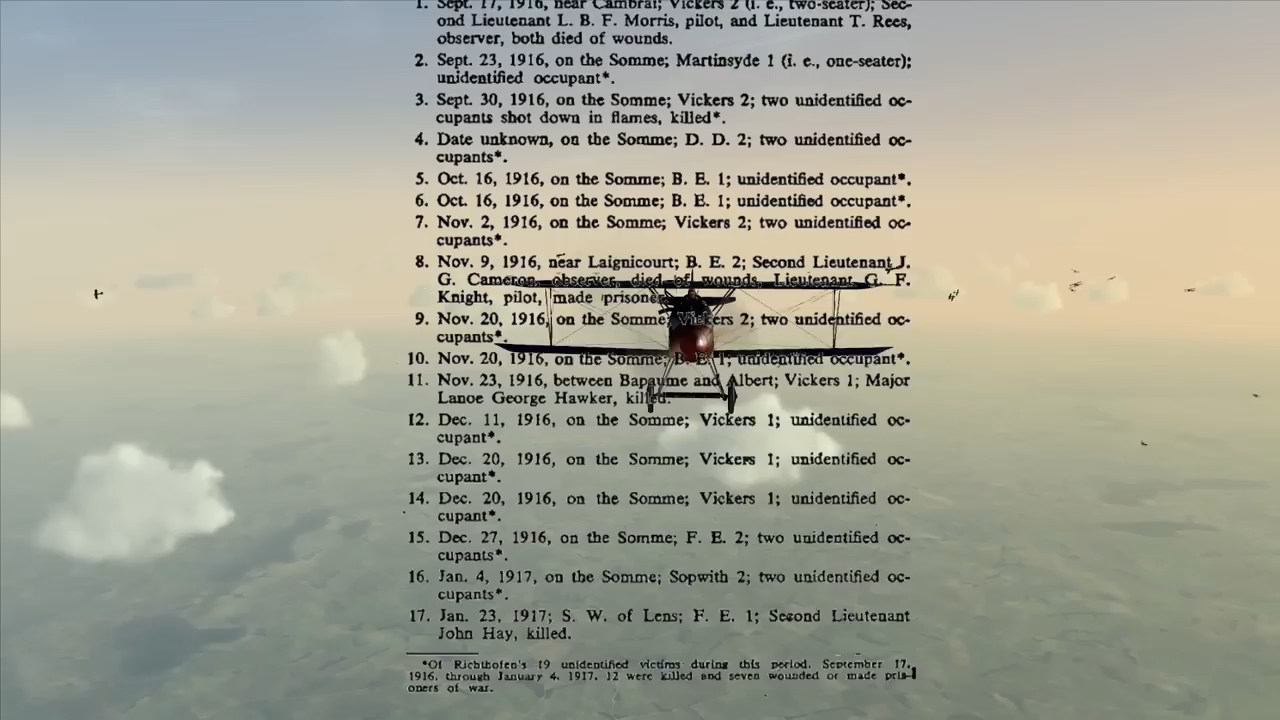 1. Sept. 17, 1916, near Cambrai; Vickers 2 (i. e., two-seater); Sec-
ond Lieutenant L. B. F. Morris, pilot, and Lieutenant T. Rees,
observer, both died of wounds.
2. Sept. 23, 1916, on the Somme; Martinsyde 1 (i. e., one-seater);
unidentified occupant*.
3. Sept. 30, 1916, on the Somme; Vickers 2; two unidentified oc-
cupants shot down in flames, killed*.
4. Date unknown, on the Somme; D. D. 2; two unidentified oc-
cupants*.
5. Oct. 16, 1916, on the Somme; B. E. 1; unidentified occupant*.
6. Oct. 16, 1916, on the Somme; B. E. 1; unidentified occupant*.
7. Nov. 2, 1916, on the Somme; Vickers 2; two unidentified oc-
cupants*.
8. Nov. 9, 1916, near Laignicourt; B. E. 2; Second Lieutenant J.
G. Cameron, observer, died of wounds, Lieutenant G. F.
Knight, pilot, made prisoner.
9. Nov. 20, 1916, on the Somme; Vickers 2; two unidentified oc-
cupants*.
10. Nov. 20, 1916, on the Somme; B. E. 1; unidentified occupant*.
11. Nov. 23, 1916, between Bapaume and Albert; Vickers 1; Major
Lanoe George Hawker, killed.
12. Dec. 11, 1916, on the Somme; Vickers 1; unidentified oc-
cupant*.
13. Dec. 20, 1916, on the Somme; Vickers 1; unidentified oc-
cupant*.
14. Dec. 20, 1916, on the Somme; Vickers 1; unidentified oc-
cupant*.
15. Dec. 27, 1916, on the Somme; F. E. 2; two unidentified oc-
cupants*.
16. Jan. 4, 1917, on the Somme; Sopwith 2; two unidentified oc-
cupants*.
17. Jan. 23, 1917; S. W. of Lens; F. E. 1; Second Lieutenant
John Hay, killed.
*Of Richthofen's 19 unidentified victims during this period, September 17,
1916, through January 4, 1917, 12 were killed and seven wounded or made pris-
oners of war.